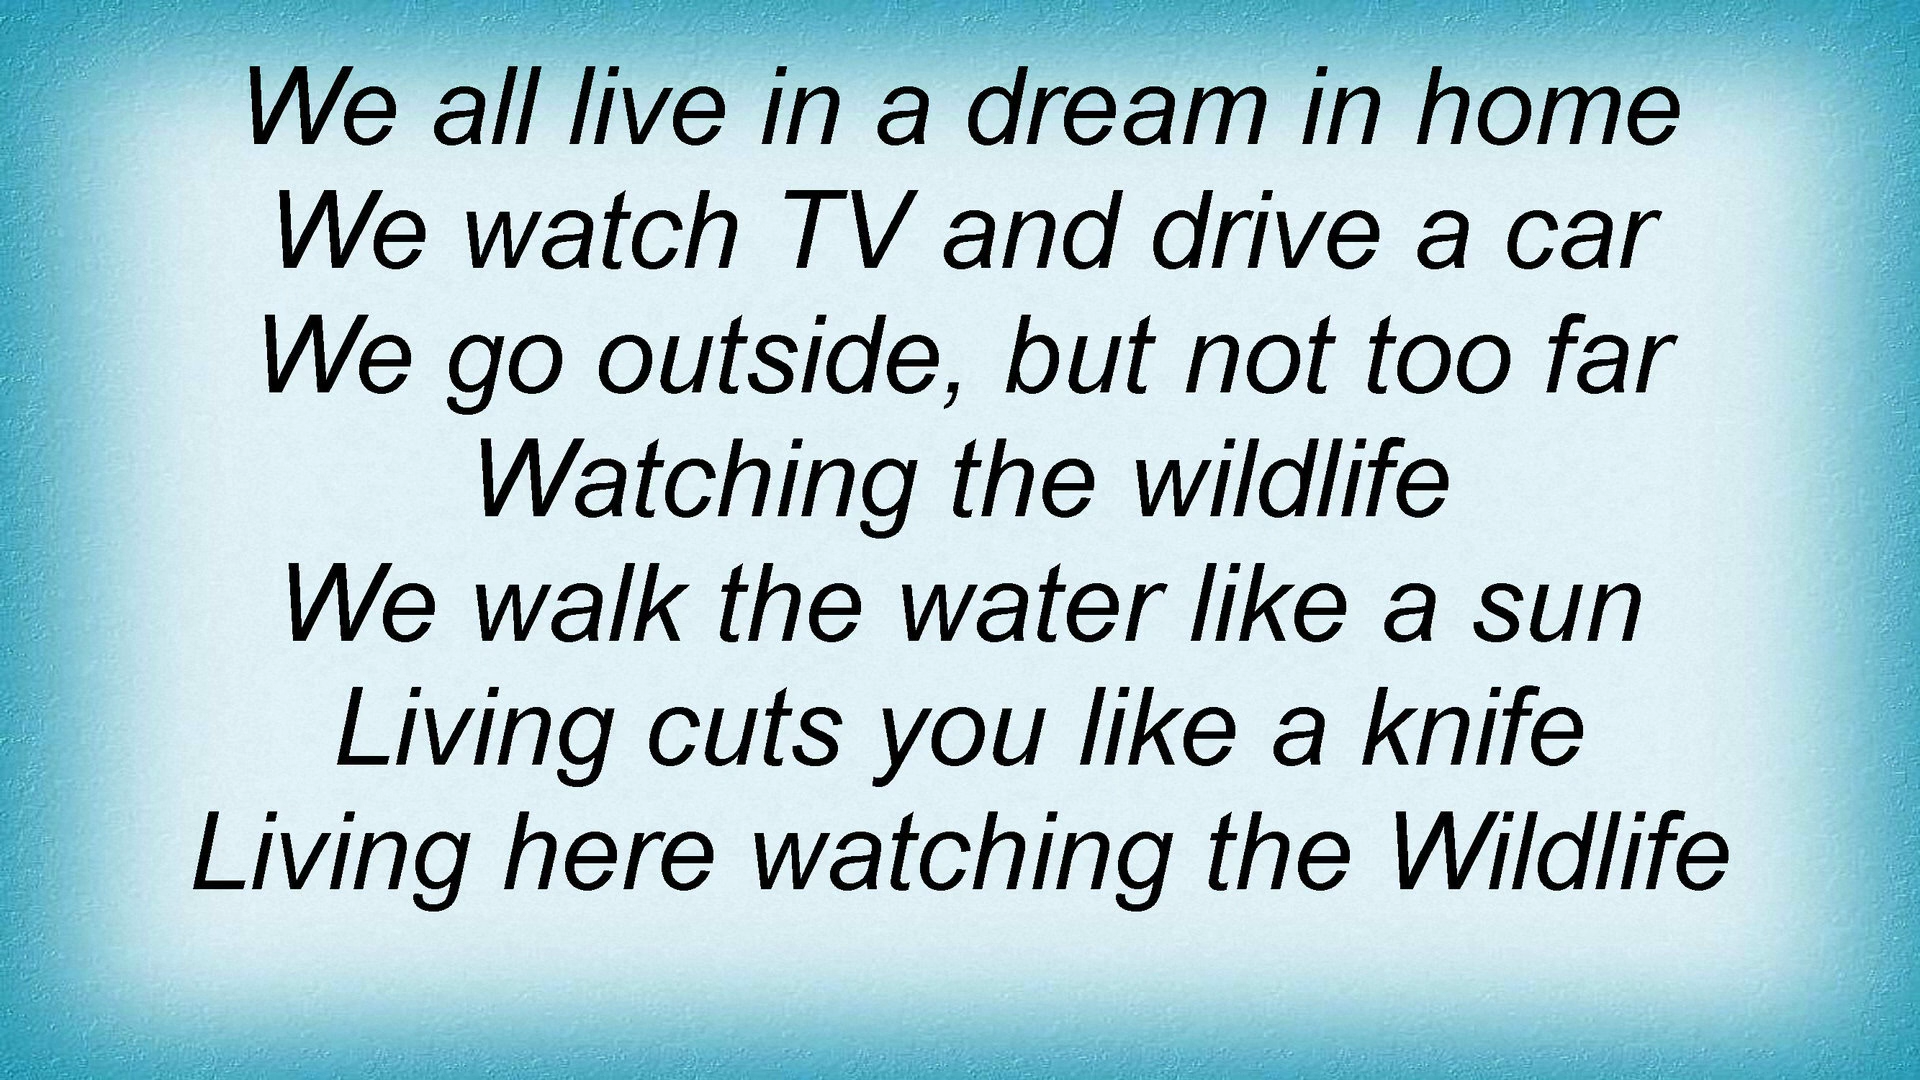 We all live in a dream in home
We watch TV and drive a car
We go outside, but not too far
Watching the wildlife
We walk the water like a sun
Living cuts you like a knife
Living here watching the Wildlife